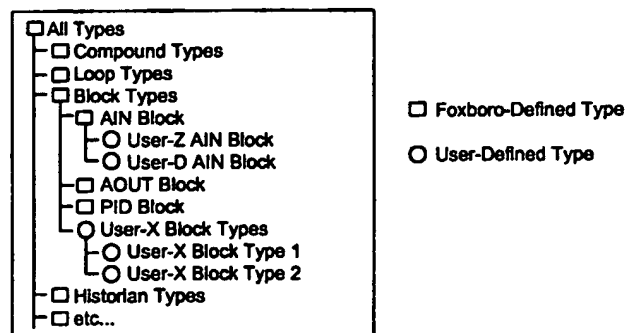 All Types
Compound Types
Loop Types
Block Types
AIN Block
User-Z AIN Block
User-D AIN Block
AOUT Block
PID Block
User-X Block Types
User-X Block Type 1
User-X Block Type 2
Historian Types
etc...
Foxboro-Defined Type
User-Defined Type